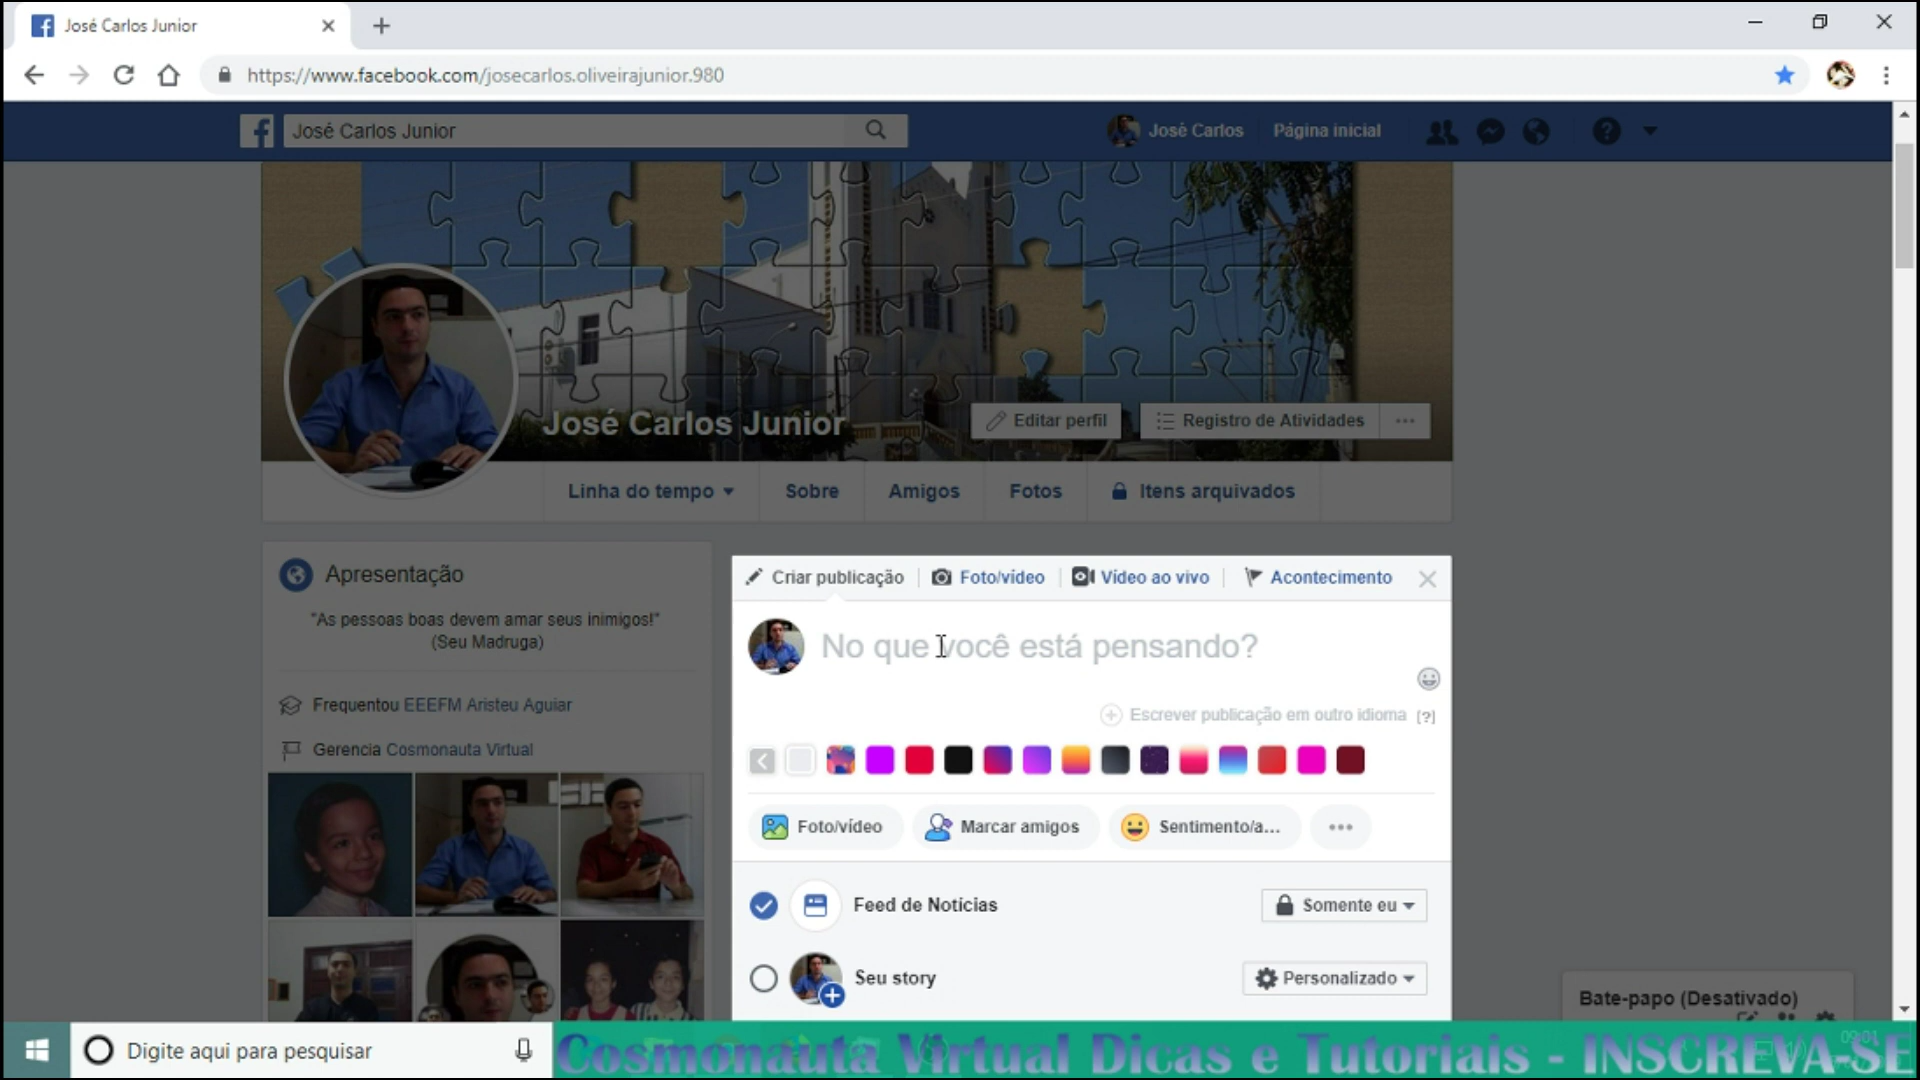 José Carlos Junior
https://www.facebook.com/josecarlos.oliveirajunior.980
José Carlos Junior
José Carlos
Página inicial
José Carlos Junior
Editar perfil
Registro de Atividades
Linha do tempo
Sobre
Amigos
Fotos
Itens arquivados
Apresentação
"As pessoas boas devem amar seus inimigos!"
(Seu Madruga)
Frequentou EEEFM Aristeu Aguiar
Gerencia Cosmonauta Virtual
Criar publicação
Foto/vídeo
Vídeo ao vivo
Acontecimento
No que você está pensando?
Escrever publicação em outro idioma [?]
Foto/vídeo
Marcar amigos
Sentimento/a...
Feed de Notícias
Somente eu
Seu story
Personalizado
Bate-papo (Desativado)
Digite aqui para pesquisar
Cosmonauta Virtual Dicas e Tutoriais - INSCREVA-SE
09:01